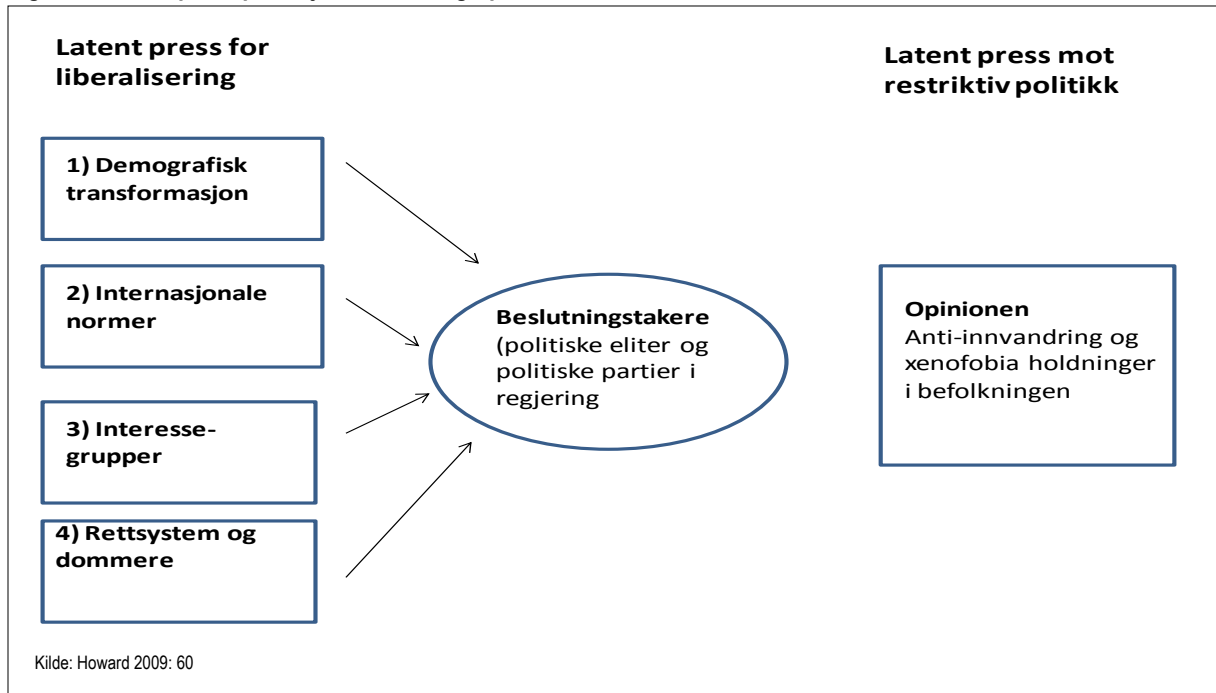 Latent press for
liberalisering
Latent press mot
restriktiv politikk
1) Demografisk
transformasjon
2) Internasjonale
normer
3) Interesse-
grupper
4) Rettsystem og
dommere
Beslutningstakere
(politiske eliter og
politiske partier i
regjering
Opinionen
Anti-innvandring og
xenofobia holdninger
i befolkningen
Kilde: Howard 2009: 60